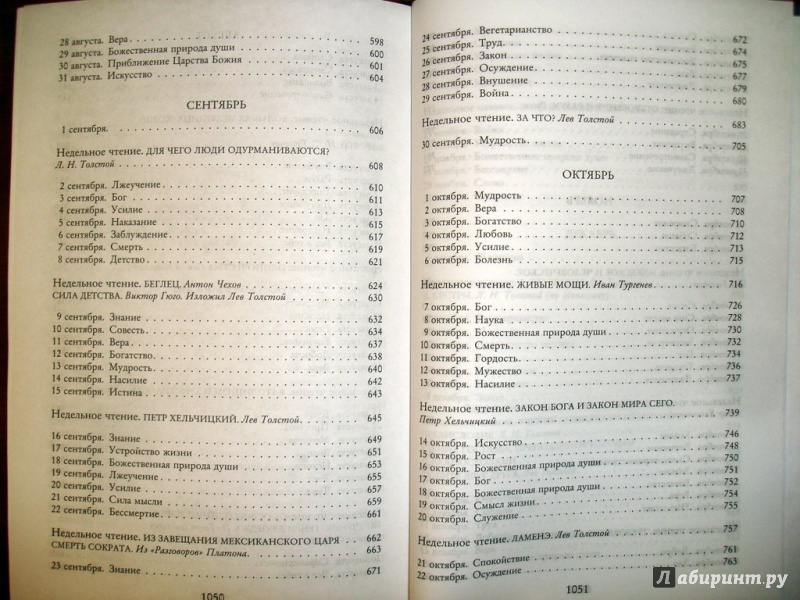 28 августа. Вера 598
29 августа. Божественная природа души 600
30 августа. Приближение Царства Божия 601
31 августа. Искусство 604
СЕНТЯБРЬ
1 сентября. 606
Недельное чтение. ДЛЯ ЧЕГО ЛЮДИ ОДУРМАНИВАЮТСЯ?
Л. Н. Толстой 608
2 сентября. Лжеучение 610
3 сентября. Бог 611
4 сентября. Усилие 613
5 сентября. Наказание 615
6 сентября. Заблуждение 617
7 сентября. Смерть 619
8 сентября. Детство 621
Недельное чтение. БЕГЛЕЦ. Антон Чехов 624
СИЛА ДЕТСТВА. Виктор Гюго. Изложил Лев Толстой 630
9 сентября. Знание 632
10 сентября. Совесть 634
11 сентября. Вера 637
12 сентября. Богатство 638
13 сентября. Мудрость 640
14 сентября. Насилие 642
15 сентября. Истина 643
Недельное чтение. ПЕТР ХЕЛЬЧИЦКИЙ. Лев Толстой 645
16 сентября. Знание 649
17 сентября. Устройство жизни 651
18 сентября. Божественная природа души 653
19 сентября. Лжеучение 655
20 сентября. Усилие 657
21 сентября. Сила мысли 659
22 сентября. Бессмертие 661
Недельное чтение. ИЗ ЗАВЕЩАНИЯ МЕКСИКАНСКОГО ЦАРЯ 662
СМЕРТЬ СОКРАТА. Из «Разговоров» Платона 663
23 сентября. Знание 671
1050
24 сентября. Вегетарианство 672
25 сентября. Труд 674
26 сентября. Закон 675
27 сентября. Осуждение 677
28 сентября. Внушение 679
29 сентября. Война 680
Недельное чтение. ЗА ЧТО? Лев Толстой 683
30 сентября. Мудрость 705
ОКТЯБРЬ
1 октября. Мудрость 707
2 октября. Вера 708
3 октября. Богатство 710
4 октября. Любовь 712
5 октября. Усилие 713
6 октября. Болезнь 715
Недельное чтение. ЖИВЫЕ МОЩИ. Иван Тургенев 716
7 октября. Бог 726
8 октября. Наука 728
9 октября. Божественная природа души 730
10 октября. Смерть 732
11 октября. Гордость 734
12 октября. Мужество 736
13 октября. Насилие 737
Недельное чтение. ЗАКОН БОГА И ЗАКОН МИРА СЕГО.
Петр Хельчицкий 739
14 октября. Искусство 746
15 октября. Рост 748
16 октября. Божественная природа души 750
17 октября. Бог 751
18 октября. Божественная природа души 752
19 октября. Смысл жизни 754
20 октября. Служение 755
Недельное чтение. ЛАМЕНЭ. Лев Толстой 757
21 октября. Спокойствие 761
22 октября. Осуждение 763
1051
Лабиринт.ру